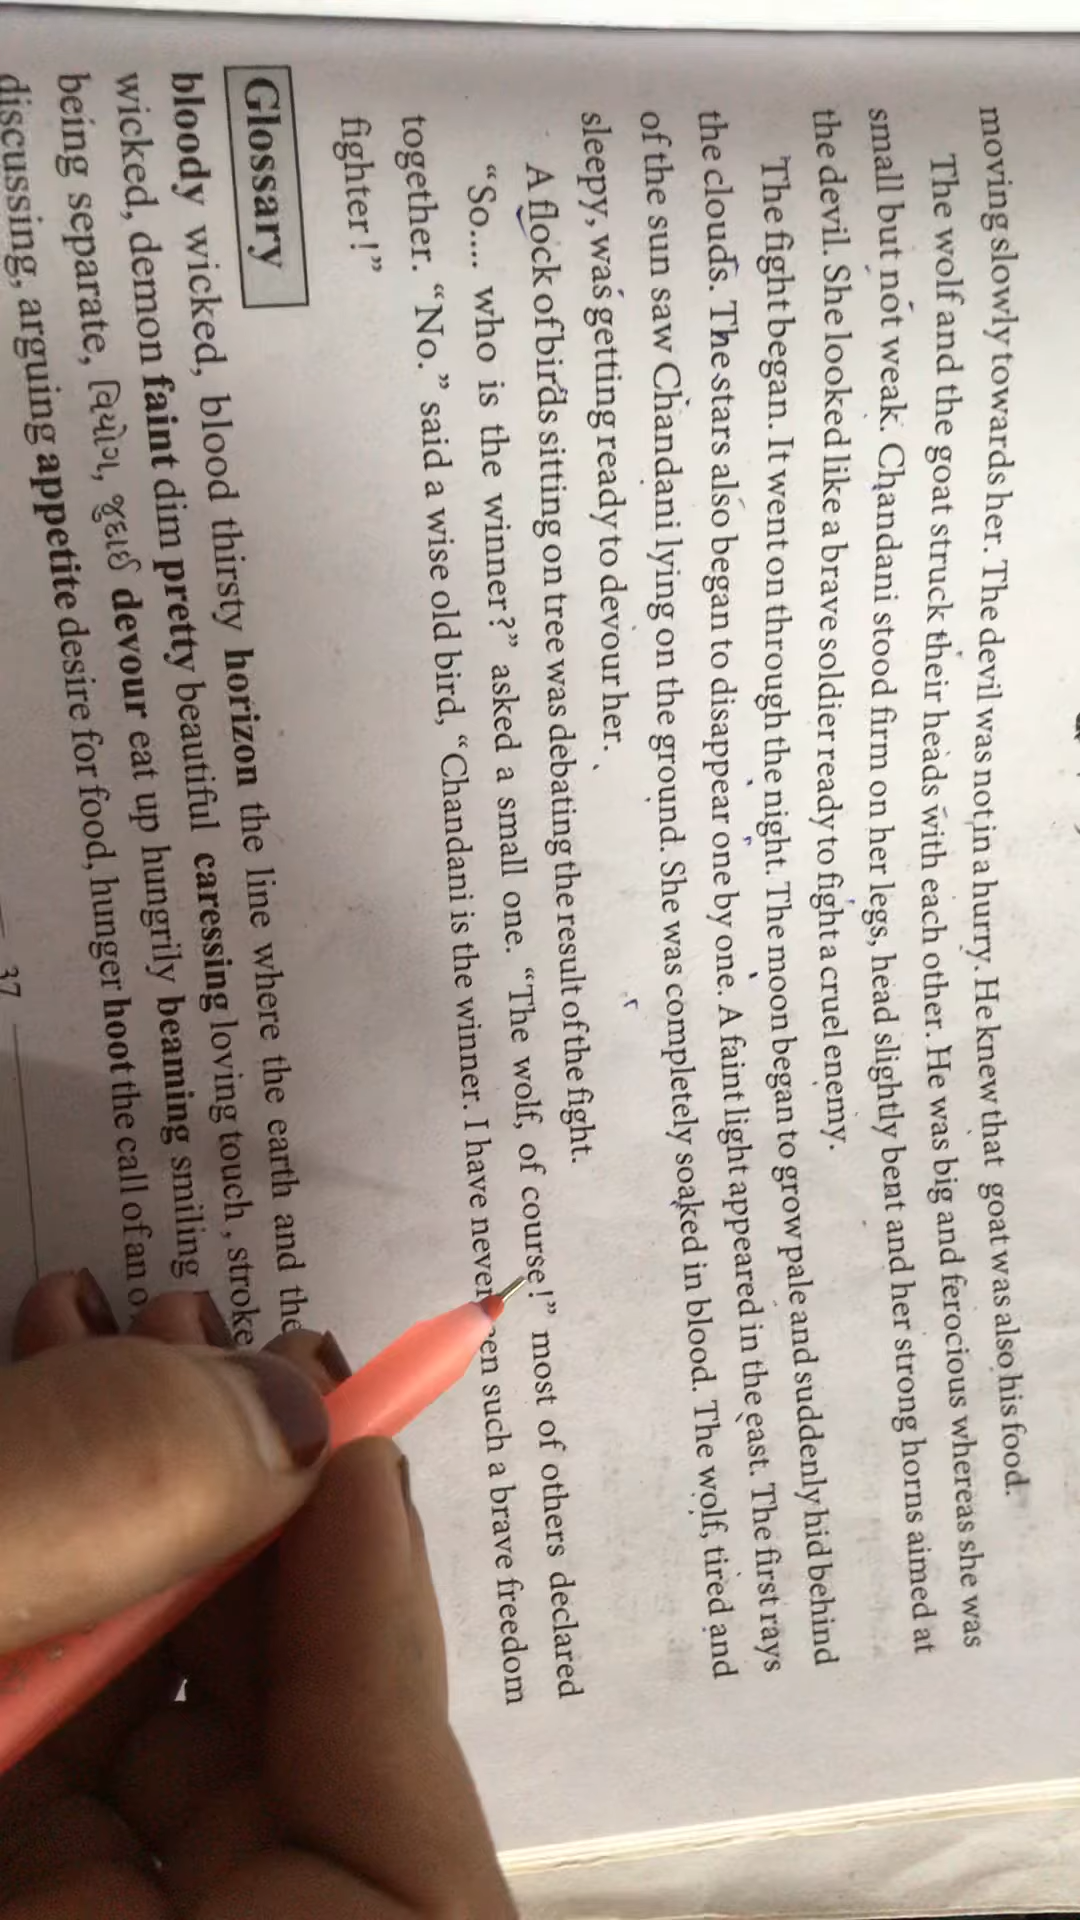 moving slowly towards her. The devil was not in a hurry. He knew that goat was also his food.
The wolf and the goat struck their heads with each other. He was big and ferocious whereas she was
small but not weak. Chandani stood firm on her legs, head slightly bent and her strong horns aimed at
the devil. She looked like a brave soldier ready to fight a cruel enemy.
The fight began. It went on through the night. The moon began to grow pale and suddenly hid behind
the clouds. The stars also began to disappear one by one. A faint light appeared in the east. The first rays
of the sun saw Chandani lying on the ground. She was completely soaked in blood. The wolf, tired and
sleepy, was getting ready to devour her.
A flock of birds sitting on tree was debating the result of the fight.
“So.... who is the winner?” asked a small one. “The wolf, of course!” most of others declared
together. “No.” said a wise old bird, “Chandani is the winner. I have never such a brave freedom
fighter!”
Glossary
bloody wicked, blood thirsty horizon the line where the earth and the
wicked, demon faint dim pretty beautiful caressing loving touch, stroke
being separate, વિયોગ, જુદાઈ devour eat up hungrily beaming smiling
discussing, arguing appetite desire for food, hunger hoot the call of an
37